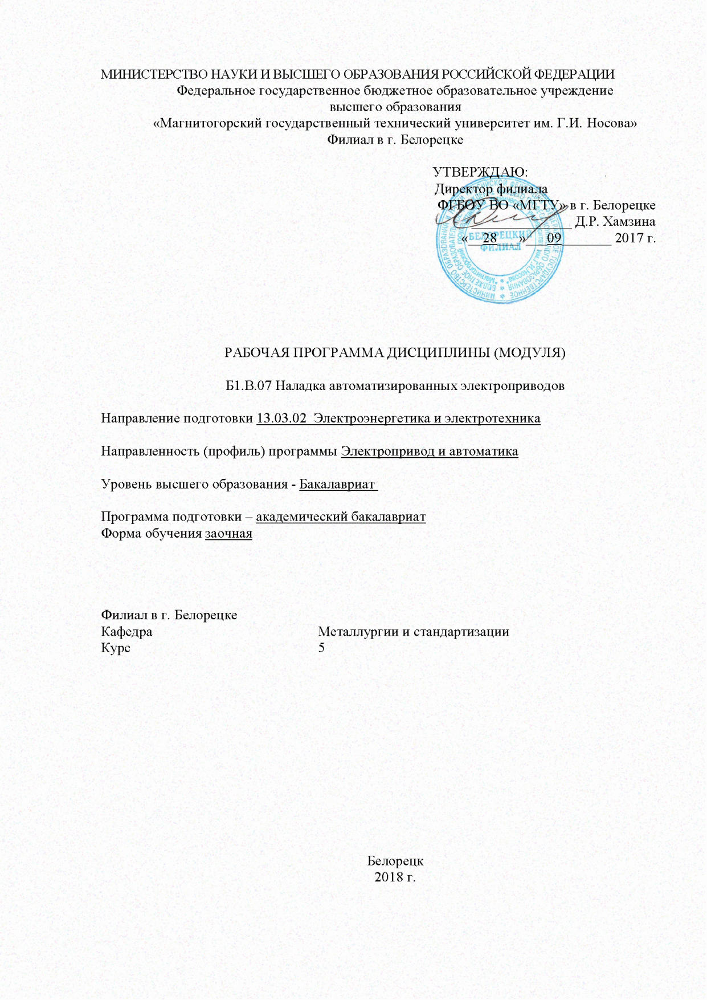 МИНИСТЕРСТВО НАУКИ И ВЫСШЕГО ОБРАЗОВАНИЯ РОССИЙСКОЙ ФЕДЕРАЦИИ
Федеральное государственное бюджетное образовательное учреждение
высшего образования
«Магнитогорский государственный технический университет им. Г.И. Носова»
Филиал в г. Белорецке
УТВЕРЖДАЮ:
Директор филиала
ФГБОУ ВО «МГТУ» в г. Белорецке
Д.Р. Хамзина
« 28 » 09 2017 г.
БЕЛОРЕЦКИЙ
ФИЛИАЛ
РАБОЧАЯ ПРОГРАММА ДИСЦИПЛИНЫ (МОДУЛЯ)
Б1.В.07 Наладка автоматизированных электроприводов
Направление подготовки 13.03.02 Электроэнергетика и электротехника
Направленность (профиль) программы Электропривод и автоматика
Уровень высшего образования - Бакалавриат
Программа подготовки – академический бакалавриат
Форма обучения заочная
Филиал в г. Белорецке
Кафедра Металлургии и стандартизации
Курс 5
Белорецк
2018 г.